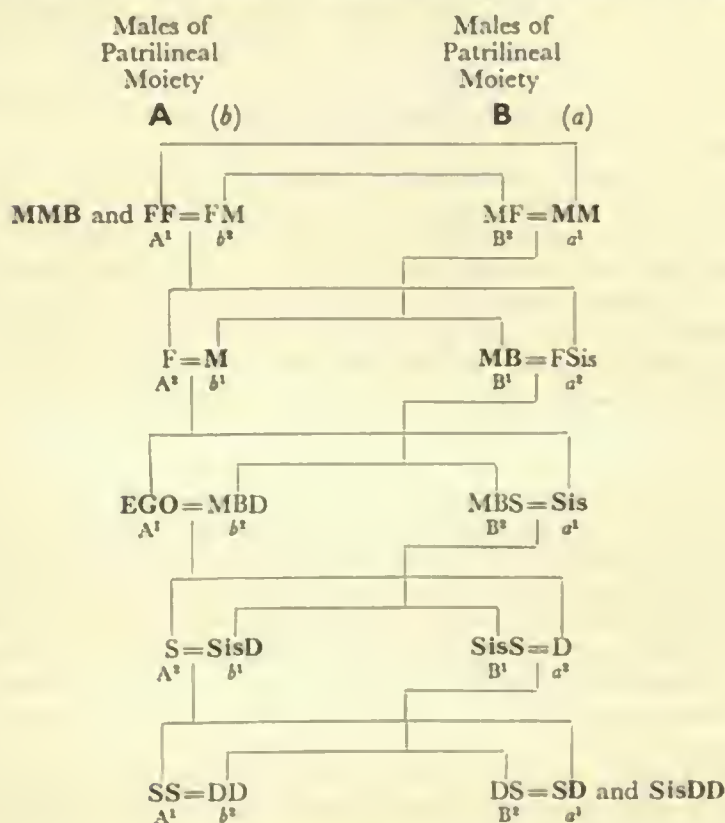 Males of Males of
Patrilineal Patrilineal
Moiety Moiety
A (b) B (a)
MMB and FF=FM MF=MM
A¹ b² B² a¹
F=M MB=FSis
A² b¹ B¹ a²
EGO=MBD MBS=Sis
A¹ b² B² a¹
S=SisD SisS=D
A² b¹ B¹ a²
SS=DD DS=SD and SisDD
A¹ b² B² a¹